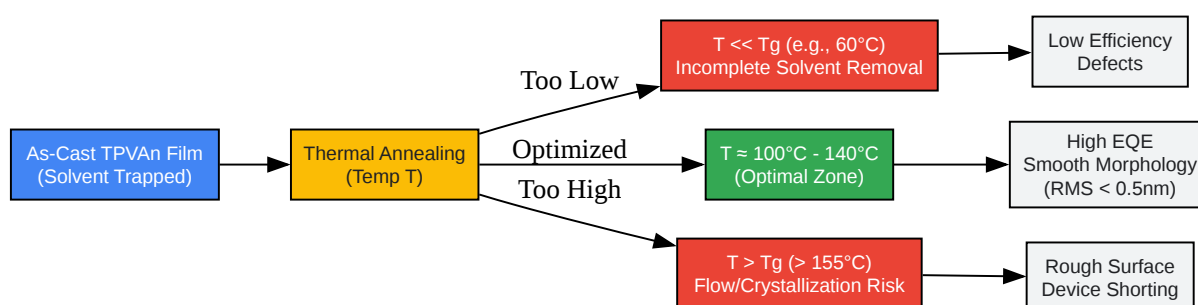 As-Cast TPVAn Film
(Solvent Trapped)
Thermal Annealing
(Temp T)
Too Low
T << Tg (e.g., 60°C)
Incomplete Solvent Removal
Low Efficiency
Defects
Optimized
T ≈ 100°C - 140°C
(Optimal Zone)
High EQE
Smooth Morphology
(RMS < 0.5nm)
Too High
T > Tg (> 155°C)
Flow/Crystallization Risk
Rough Surface
Device Shorting